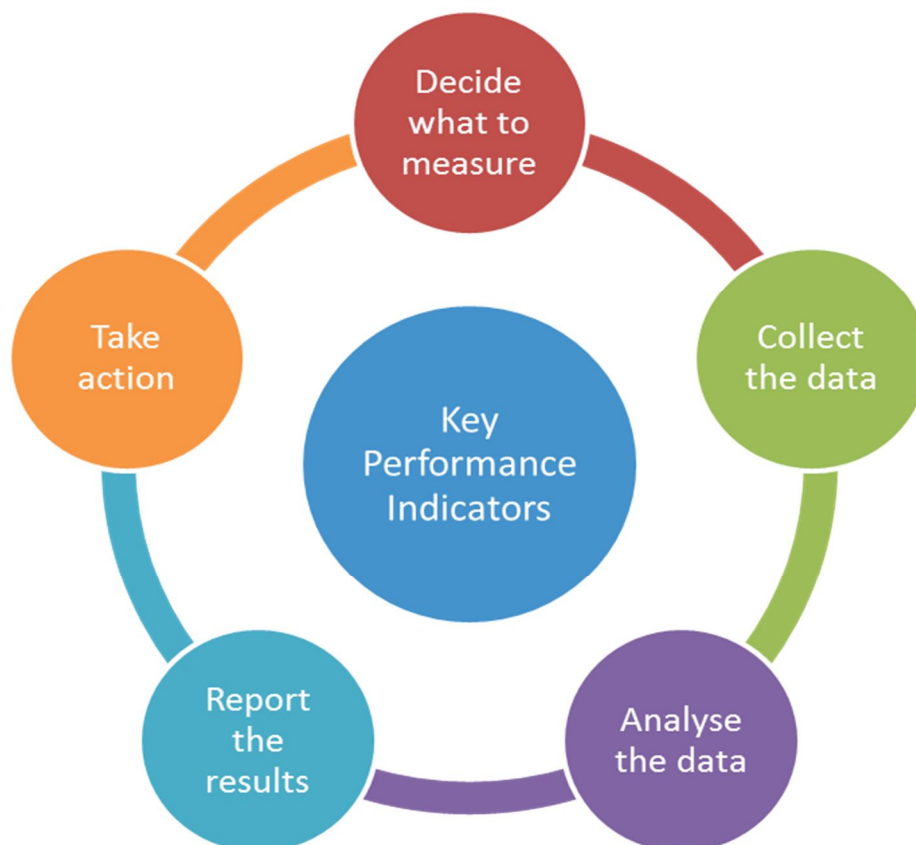 Decide
what to
measure
Collect
the data
Analyse
the data
Report
the
results
Take
action
Key
Performance
Indicators